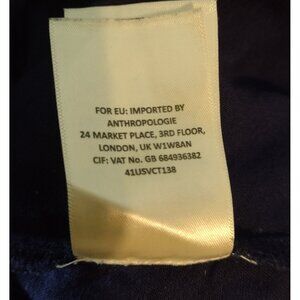 FOR EU: IMPORTED BY
ANTHROPOLOGIE
24 MARKET PLACE, 3RD FLOOR,
LONDON, UK W1W8AN
CIF: VAT No. GB 684936382
41USVCT138